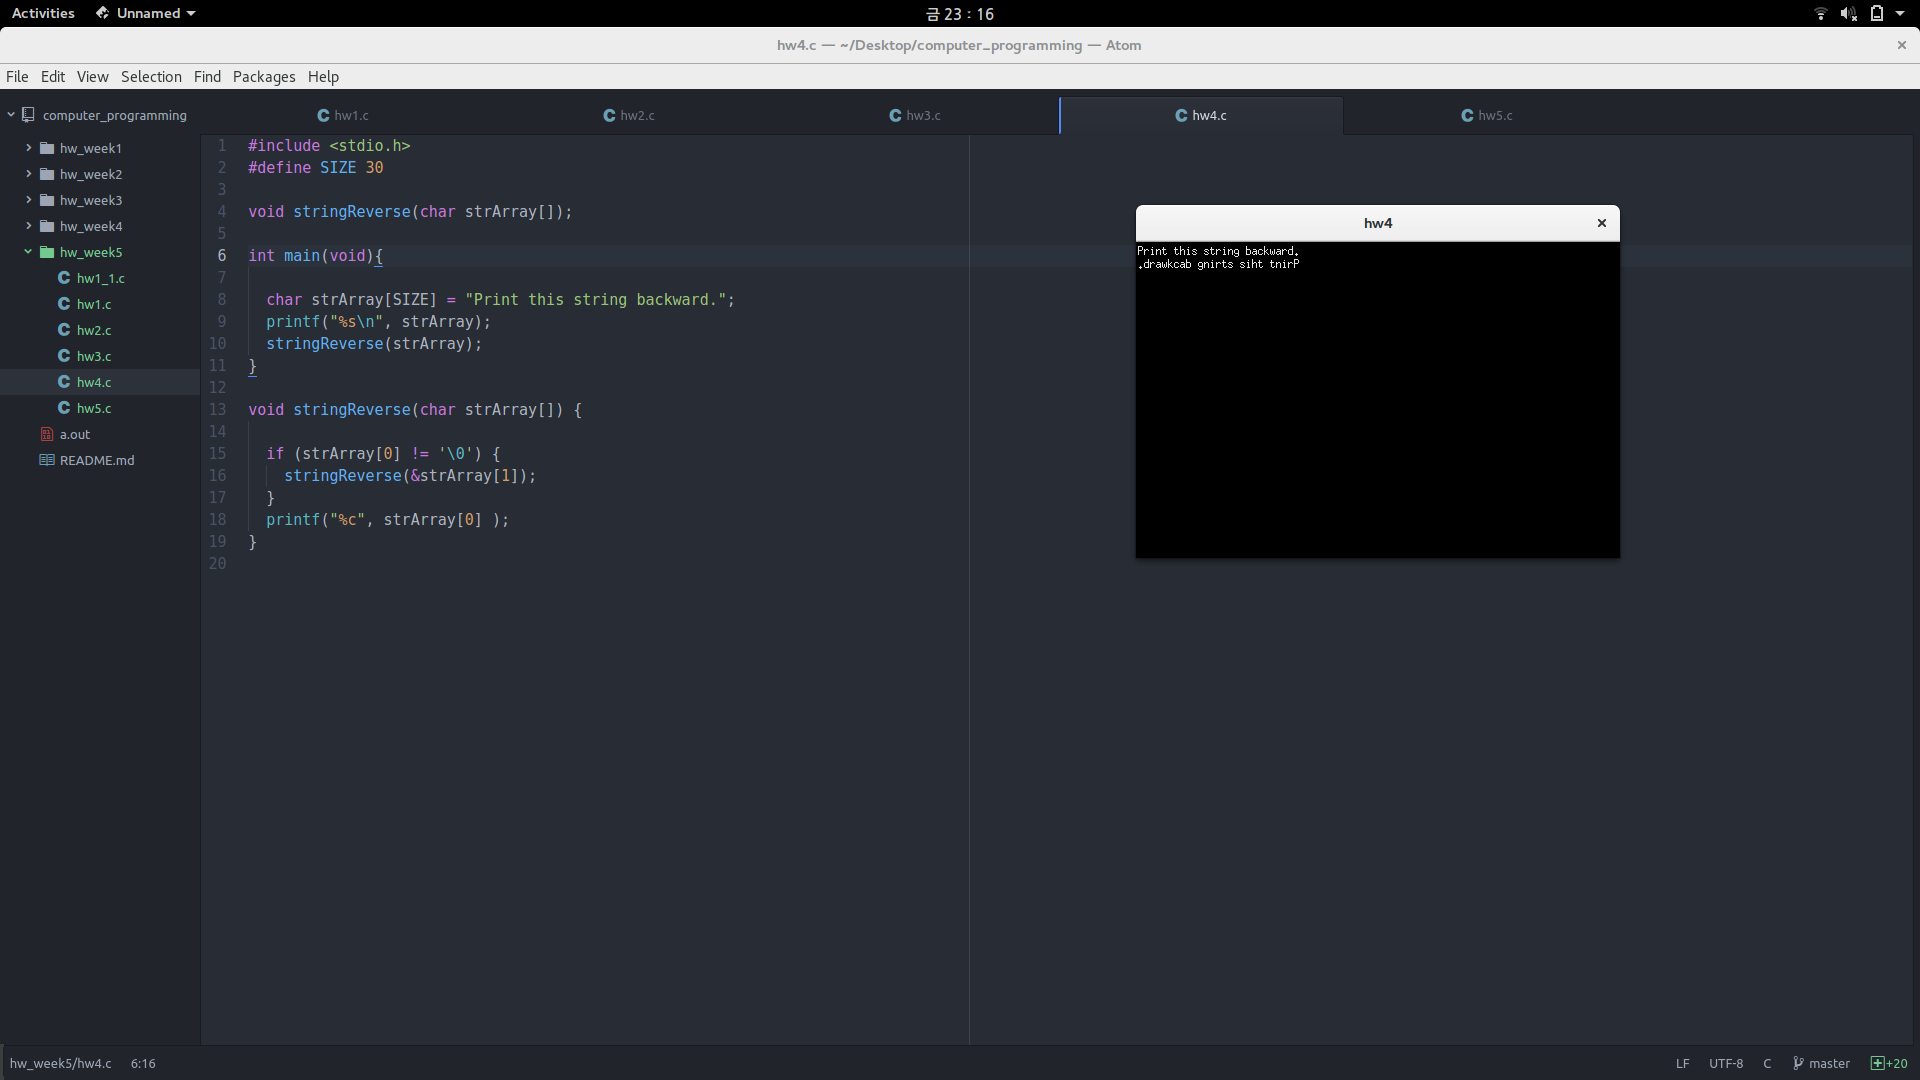 Activities Unnamed 금 23 : 16
hw4.c — ~/Desktop/computer_programming — Atom
File Edit View Selection Find Packages Help
computer_programming
hw_week1
hw_week2
hw_week3
hw_week4
hw_week5
hw1_1.c
hw1.c
hw2.c
hw3.c
hw4.c
hw5.c
a.out
README.md
hw1.c hw2.c hw3.c hw4.c hw5.c
1 #include <stdio.h>
2 #define SIZE 30
3
4 void stringReverse(char strArray[]);
5
6 int main(void){
7
8 char strArray[SIZE] = "Print this string backward.";
9 printf("%s\n", strArray);
10 stringReverse(strArray);
11 }
12
13 void stringReverse(char strArray[]) {
14
15 if (strArray[0] != '\0') {
16 stringReverse(&strArray[1]);
17 }
18 printf("%c", strArray[0] );
19 }
20
hw4
Print this string backward.
.drawkcab gnirts siht tnirP
hw_week5/hw4.c 6:16 LF UTF-8 C master +20